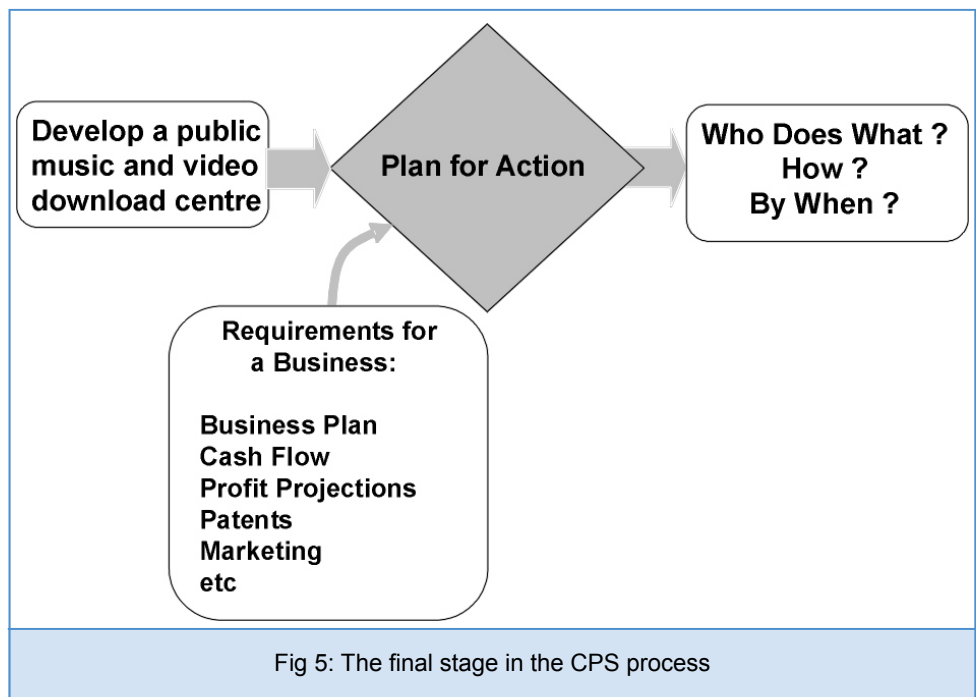 Develop a public
music and video
download centre
Plan for Action
Who Does What ?
How ?
By When ?
Requirements for
a Business:
Business Plan
Cash Flow
Profit Projections
Patents
Marketing
etc
Fig 5: The final stage in the CPS process